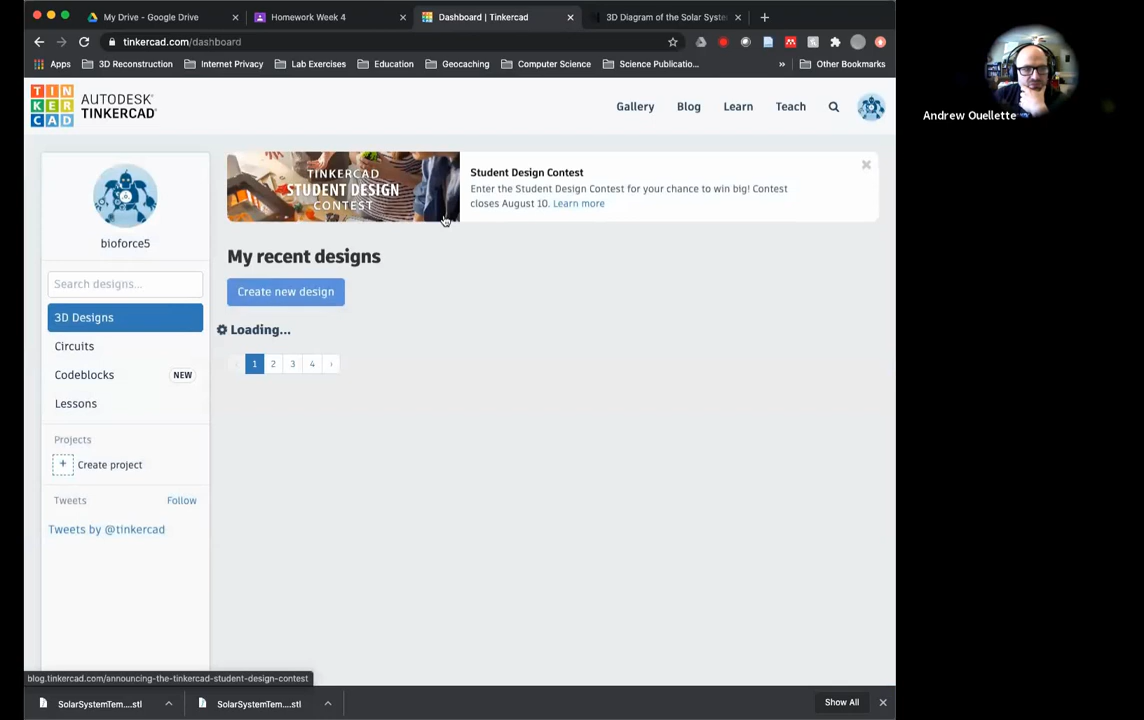 My Drive - Google Drive
Homework Week 4
Dashboard | Tinkercad
3D Diagram of the Solar Syste
tinkercad.com/dashboard
Apps
3D Reconstruction
Internet Privacy
Lab Exercises
Education
Geocaching
Computer Science
Science Publicatio...
»
Other Bookmarks
TIN
KER
CAD
AUTODESK®
TINKERCAD®
Gallery
Blog
Learn
Teach
Andrew Ouellette
bioforce5
Search designs...
3D Designs
Circuits
Codeblocks
NEW
Lessons
Projects
+ Create project
Tweets
Follow
Tweets by @tinkercad
TINKERCAD
STUDENT DESIGN
CONTEST
Student Design Contest
Enter the Student Design Contest for your chance to win big! Contest
closes August 10. Learn more
My recent designs
Create new design
Loading...
1 2 3 4 ›
blog.tinkercad.com/announcing-the-tinkercad-student-design-contest
SolarSystemTem....stl
SolarSystemTem....stl
Show All